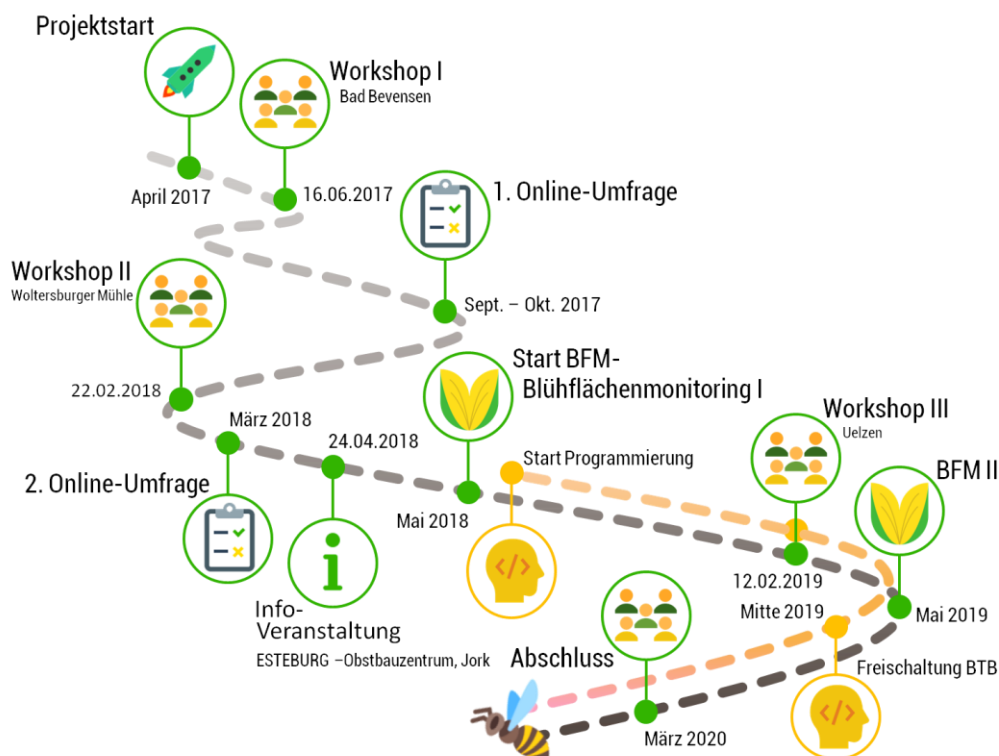 Projektstart
April 2017
Workshop I
Bad Bevensen
16.06.2017
1. Online-Umfrage
Sept. – Okt. 2017
Workshop II
Woltersburger Mühle
22.02.2018
März 2018
2. Online-Umfrage
24.04.2018
Info-
Veranstaltung
ESTEBURG –Obstbauzentrum, Jork
Start BFM-
Blühflächenmonitoring I
Mai 2018
Start Programmierung
</>
Workshop III
Uelzen
12.02.2019
BFM II
Mai 2019
Mitte 2019
Freischaltung BTB
</>
Abschluss
März 2020